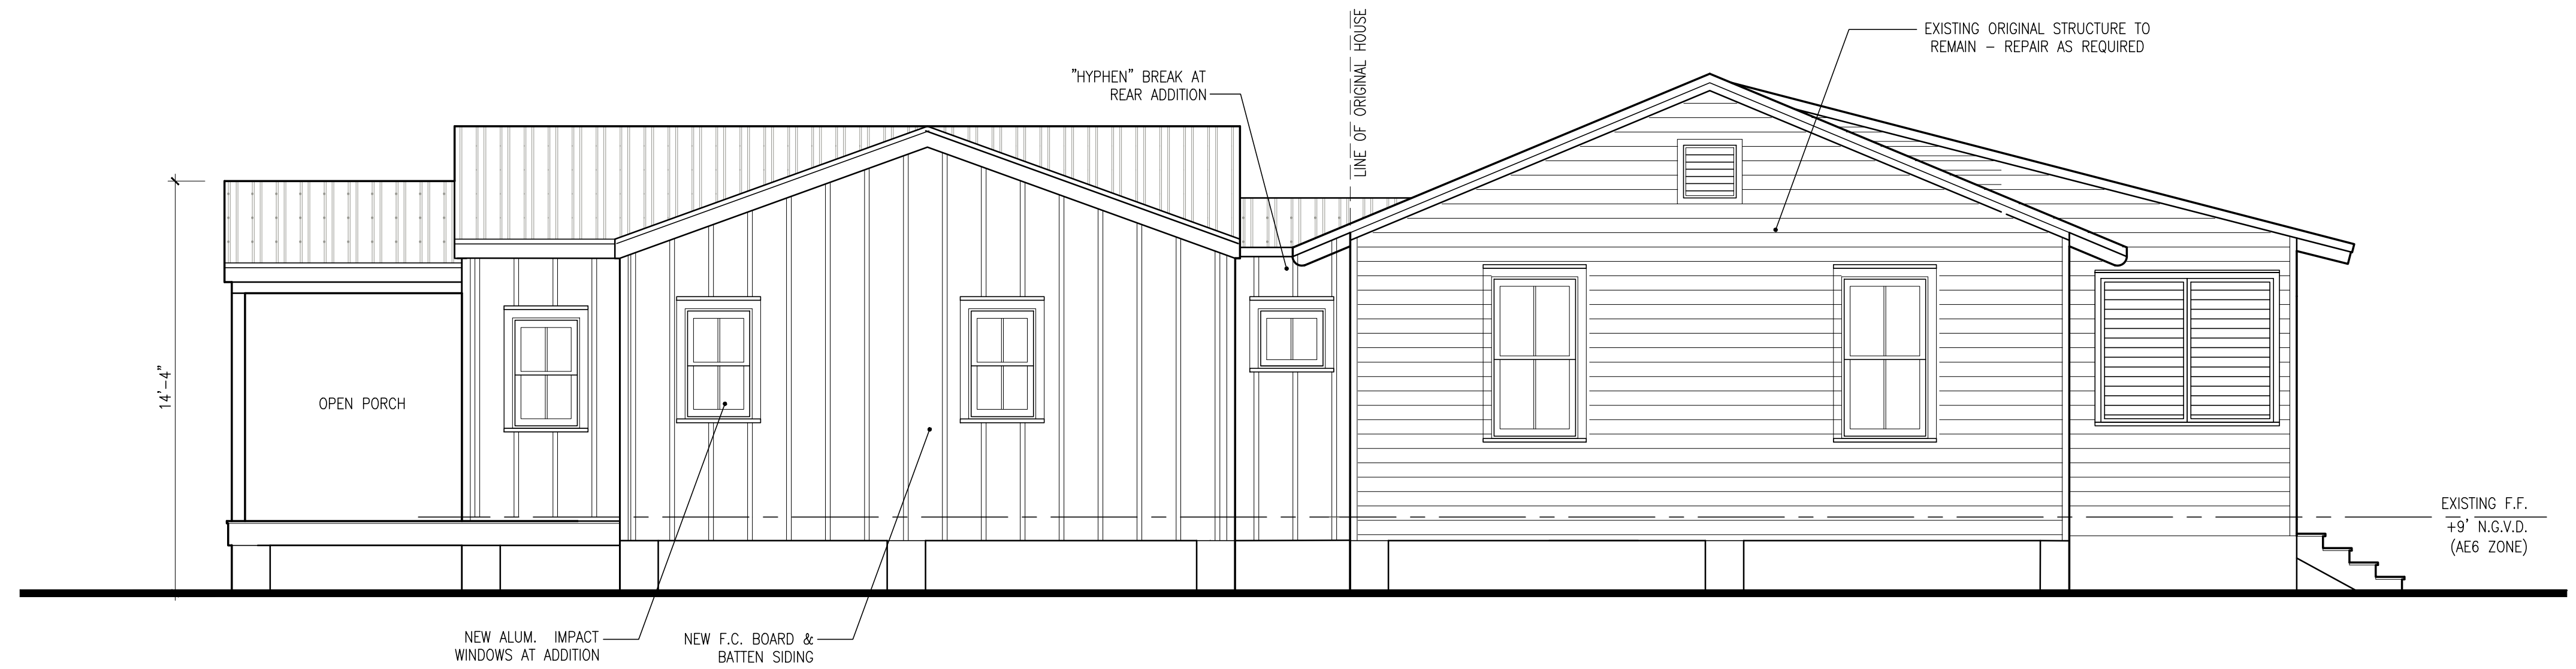 LINE OF ORIGINAL HOUSE
EXISTING ORIGINAL STRUCTURE TO
REMAIN – REPAIR AS REQUIRED
"HYPHEN" BREAK AT
REAR ADDITION
14'–4"
OPEN PORCH
EXISTING F.F.
+9' N.G.V.D.
(AE6 ZONE)
NEW ALUM. IMPACT
WINDOWS AT ADDITION
NEW F.C. BOARD &
BATTEN SIDING